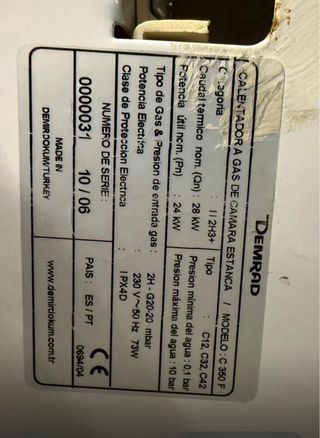 DEMRAD
CALENTADOR A GAS DE CAMARA ESTANCA / MODELO : C 350 F
Categoria : II 2H3+ Tipo : C12, C32, C42
Caudal termico nom. (Qn) : 28 kW Presion minima del agua : 0,1 bar
Potencia útil nom. (Pn) : 24 kW Presion máxima del agua : 10 bar
Tipo de Gas & Presion de entrada gas : 2H - G20-20 mbar
Potencia Electrica : 230 V ~ 50 Hz 73W
Clase de Proteccion Electrica : IPX4D
NUMERO DE SERIE : PAIS : ES / PT
0000031 10 / 06
CE
0694/04
MADE IN
DEMIRDOKUM/TURKEY
www.demirdokum.com.tr